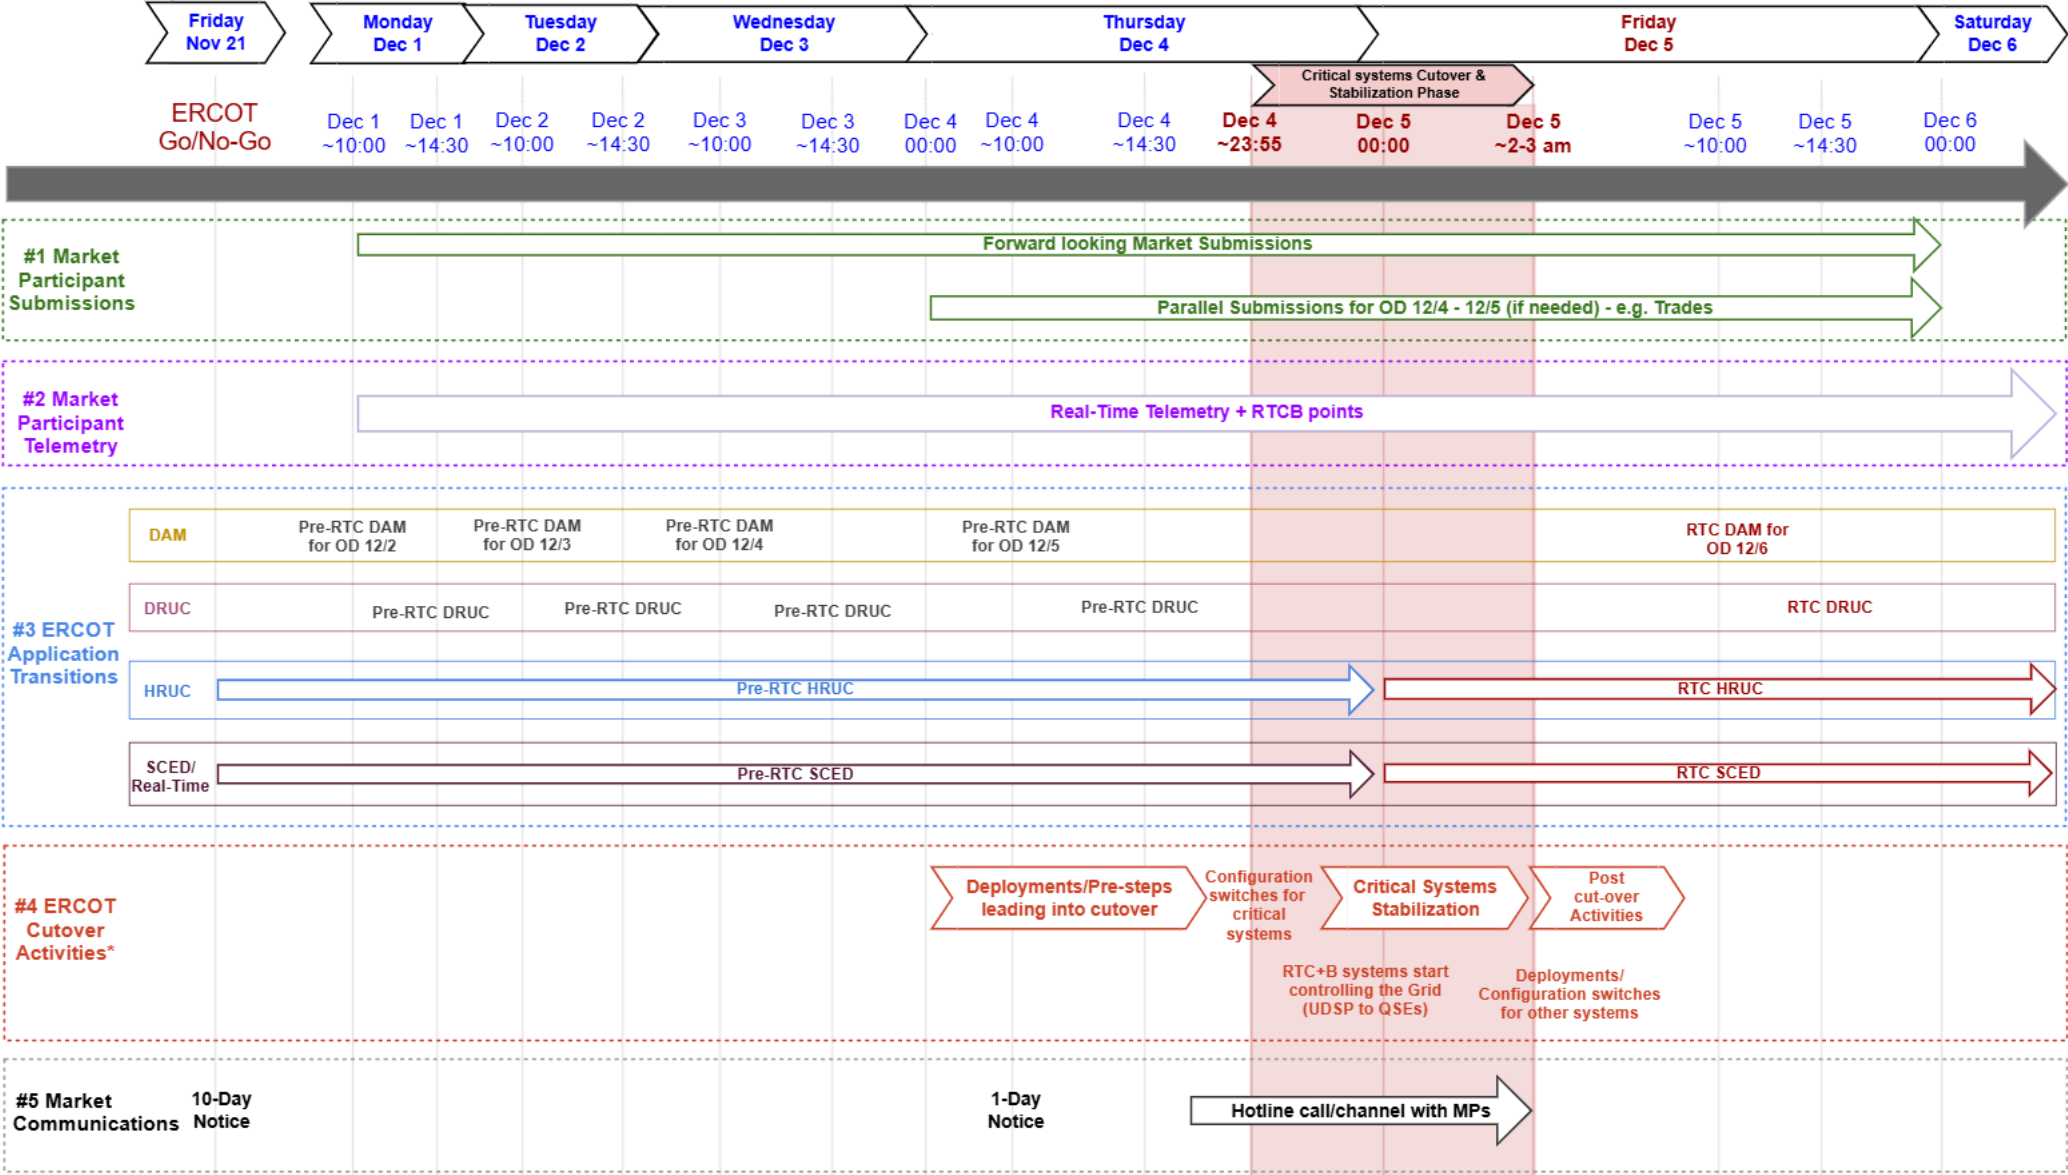 Friday
Nov 21
Monday
Dec 1
Tuesday
Dec 2
Wednesday
Dec 3
Thursday
Dec 4
Friday
Dec 5
Saturday
Dec 6
Critical systems Cutover &
Stabilization Phase
ERCOT
Go/No-Go
Dec 1
~10:00
Dec 1
~14:30
Dec 2
~10:00
Dec 2
~14:30
Dec 3
~10:00
Dec 3
~14:30
Dec 4
00:00
Dec 4
~10:00
Dec 4
~14:30
Dec 4
~23:55
Dec 5
00:00
Dec 5
~2-3 am
Dec 5
~10:00
Dec 5
~14:30
Dec 6
00:00
#1 Market
Participant
Submissions
Forward looking Market Submissions
Parallel Submissions for OD 12/4 - 12/5 (if needed) - e.g. Trades
#2 Market
Participant
Telemetry
Real-Time Telemetry + RTCB points
#3 ERCOT
Application
Transitions
DAM
Pre-RTC DAM
for OD 12/2
Pre-RTC DAM
for OD 12/3
Pre-RTC DAM
for OD 12/4
Pre-RTC DAM
for OD 12/5
RTC DAM for
OD 12/6
DRUC
Pre-RTC DRUC
Pre-RTC DRUC
Pre-RTC DRUC
Pre-RTC DRUC
RTC DRUC
HRUC
Pre-RTC HRUC
RTC HRUC
SCED/
Real-Time
Pre-RTC SCED
RTC SCED
#4 ERCOT
Cutover
Activities*
Deployments/Pre-steps
leading into cutover
Configuration
switches for
critical
systems
Critical Systems
Stabilization
Post
cut-over
Activities
RTC+B systems start
controlling the Grid
(UDSP to QSEs)
Deployments/
Configuration switches
for other systems
#5 Market
Communications
10-Day
Notice
1-Day
Notice
Hotline call/channel with MPs